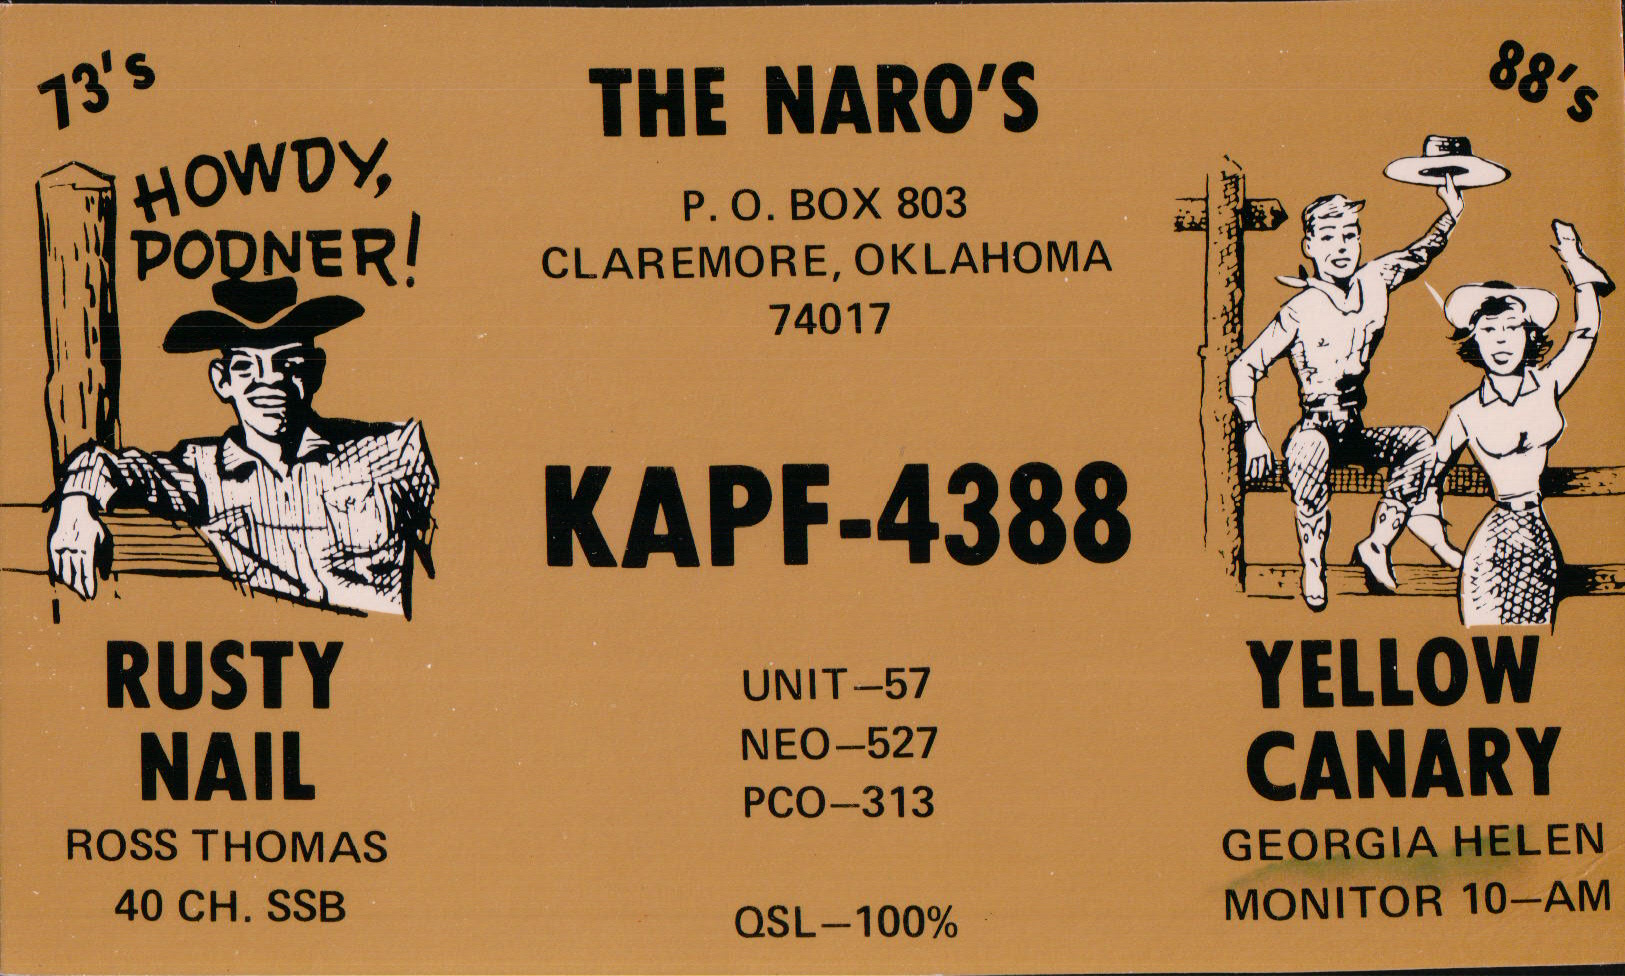 73's
HOWDY,
PODNER!
THE NARO'S
P. O. BOX 803
CLAREMORE, OKLAHOMA
74017
88's
KAPF-4388
RUSTY
NAIL
ROSS THOMAS
40 CH. SSB
UNIT—57
NEO—527
PCO—313
QSL—100%
YELLOW
CANARY
GEORGIA HELEN
MONITOR 10—AM